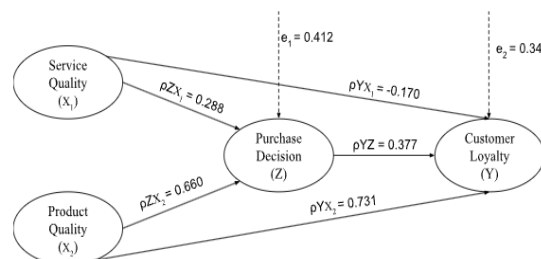 e₁ = 0.412
e₂ = 0.34
Service
Quality
(X₁)
ρYX₁ = -0.170
ρZX₁ = 0.288
Purchase
Decision
(Z)
ρYZ = 0.377
Customer
Loyalty
(Y)
ρZX₂ = 0.660
Product
Quality
(X₂)
ρYX₂ = 0.731